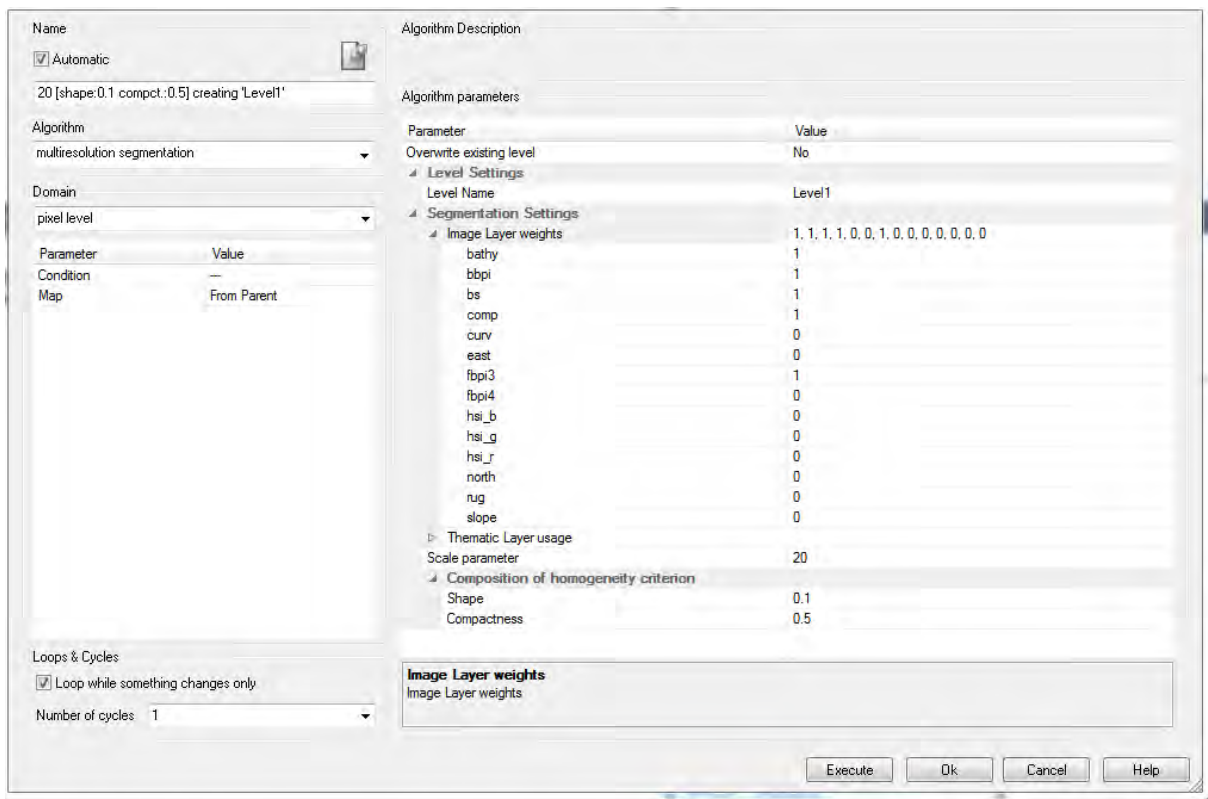 Name
Automatic
20 [shape:0.1 compct.:0.5] creating 'Level1'
Algorithm
multiresolution segmentation
Domain
pixel level
Parameter Value
Condition ---
Map From Parent
Loops & Cycles
Loop while something changes only
Number of cycles 1
Algorithm Description
Algorithm parameters
Parameter Value
Overwrite existing level No
Level Settings
Level Name Level1
Segmentation Settings
Image Layer weights 1, 1, 1, 1, 0, 0, 1, 0, 0, 0, 0, 0, 0, 0
bathy 1
bbpi 1
bs 1
comp 1
curv 0
east 0
fbpi3 1
fbpi4 0
hsi_b 0
hsi_g 0
hsi_r 0
north 0
rug 0
slope 0
Thematic Layer usage
Scale parameter 20
Composition of homogeneity criterion
Shape 0.1
Compactness 0.5
Image Layer weights
Image Layer weights
Execute Ok Cancel Help